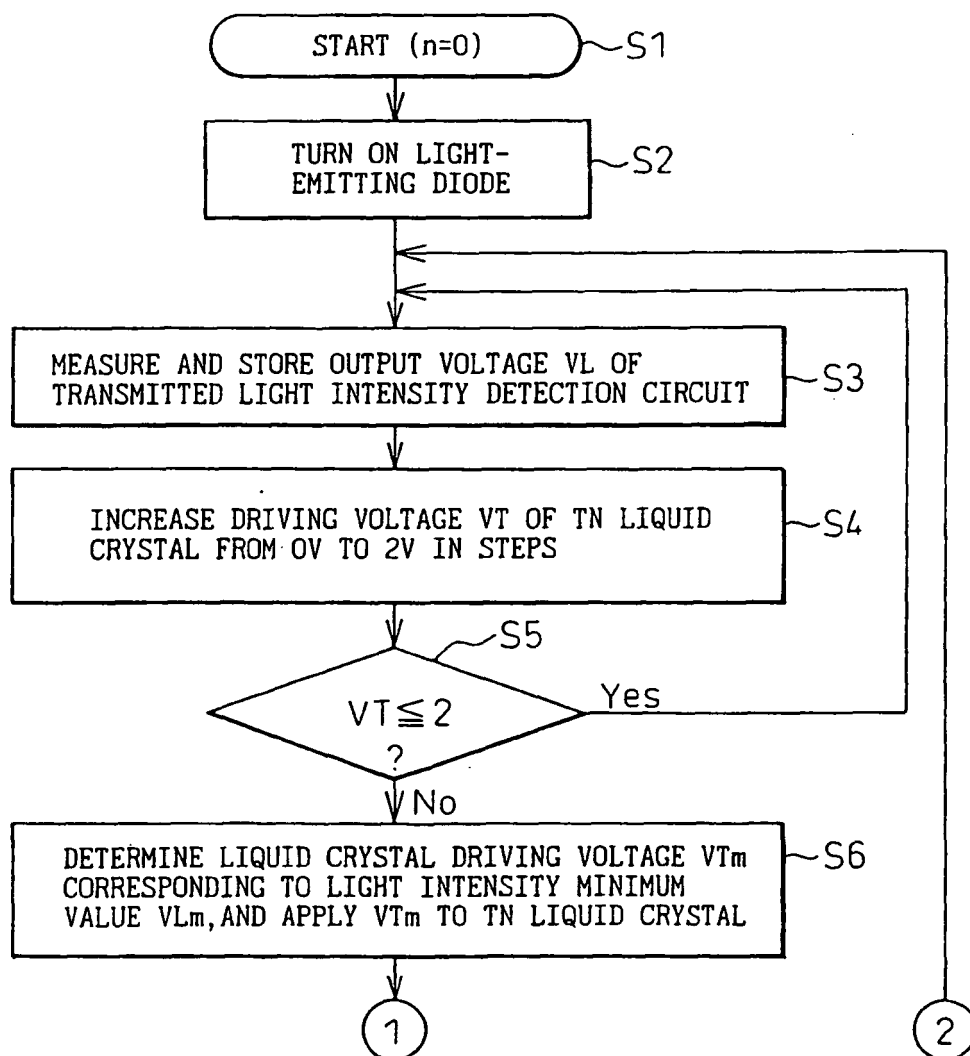 START (n=0)
S1
TURN ON LIGHT-
EMITTING DIODE
S2
MEASURE AND STORE OUTPUT VOLTAGE VL OF
TRANSMITTED LIGHT INTENSITY DETECTION CIRCUIT
S3
INCREASE DRIVING VOLTAGE VT OF TN LIQUID
CRYSTAL FROM 0V TO 2V IN STEPS
S4
S5
VT≦2
?
Yes
No
DETERMINE LIQUID CRYSTAL DRIVING VOLTAGE VTm
CORRESPONDING TO LIGHT INTENSITY MINIMUM
VALUE VLm, AND APPLY VTm TO TN LIQUID CRYSTAL
S6
1
2